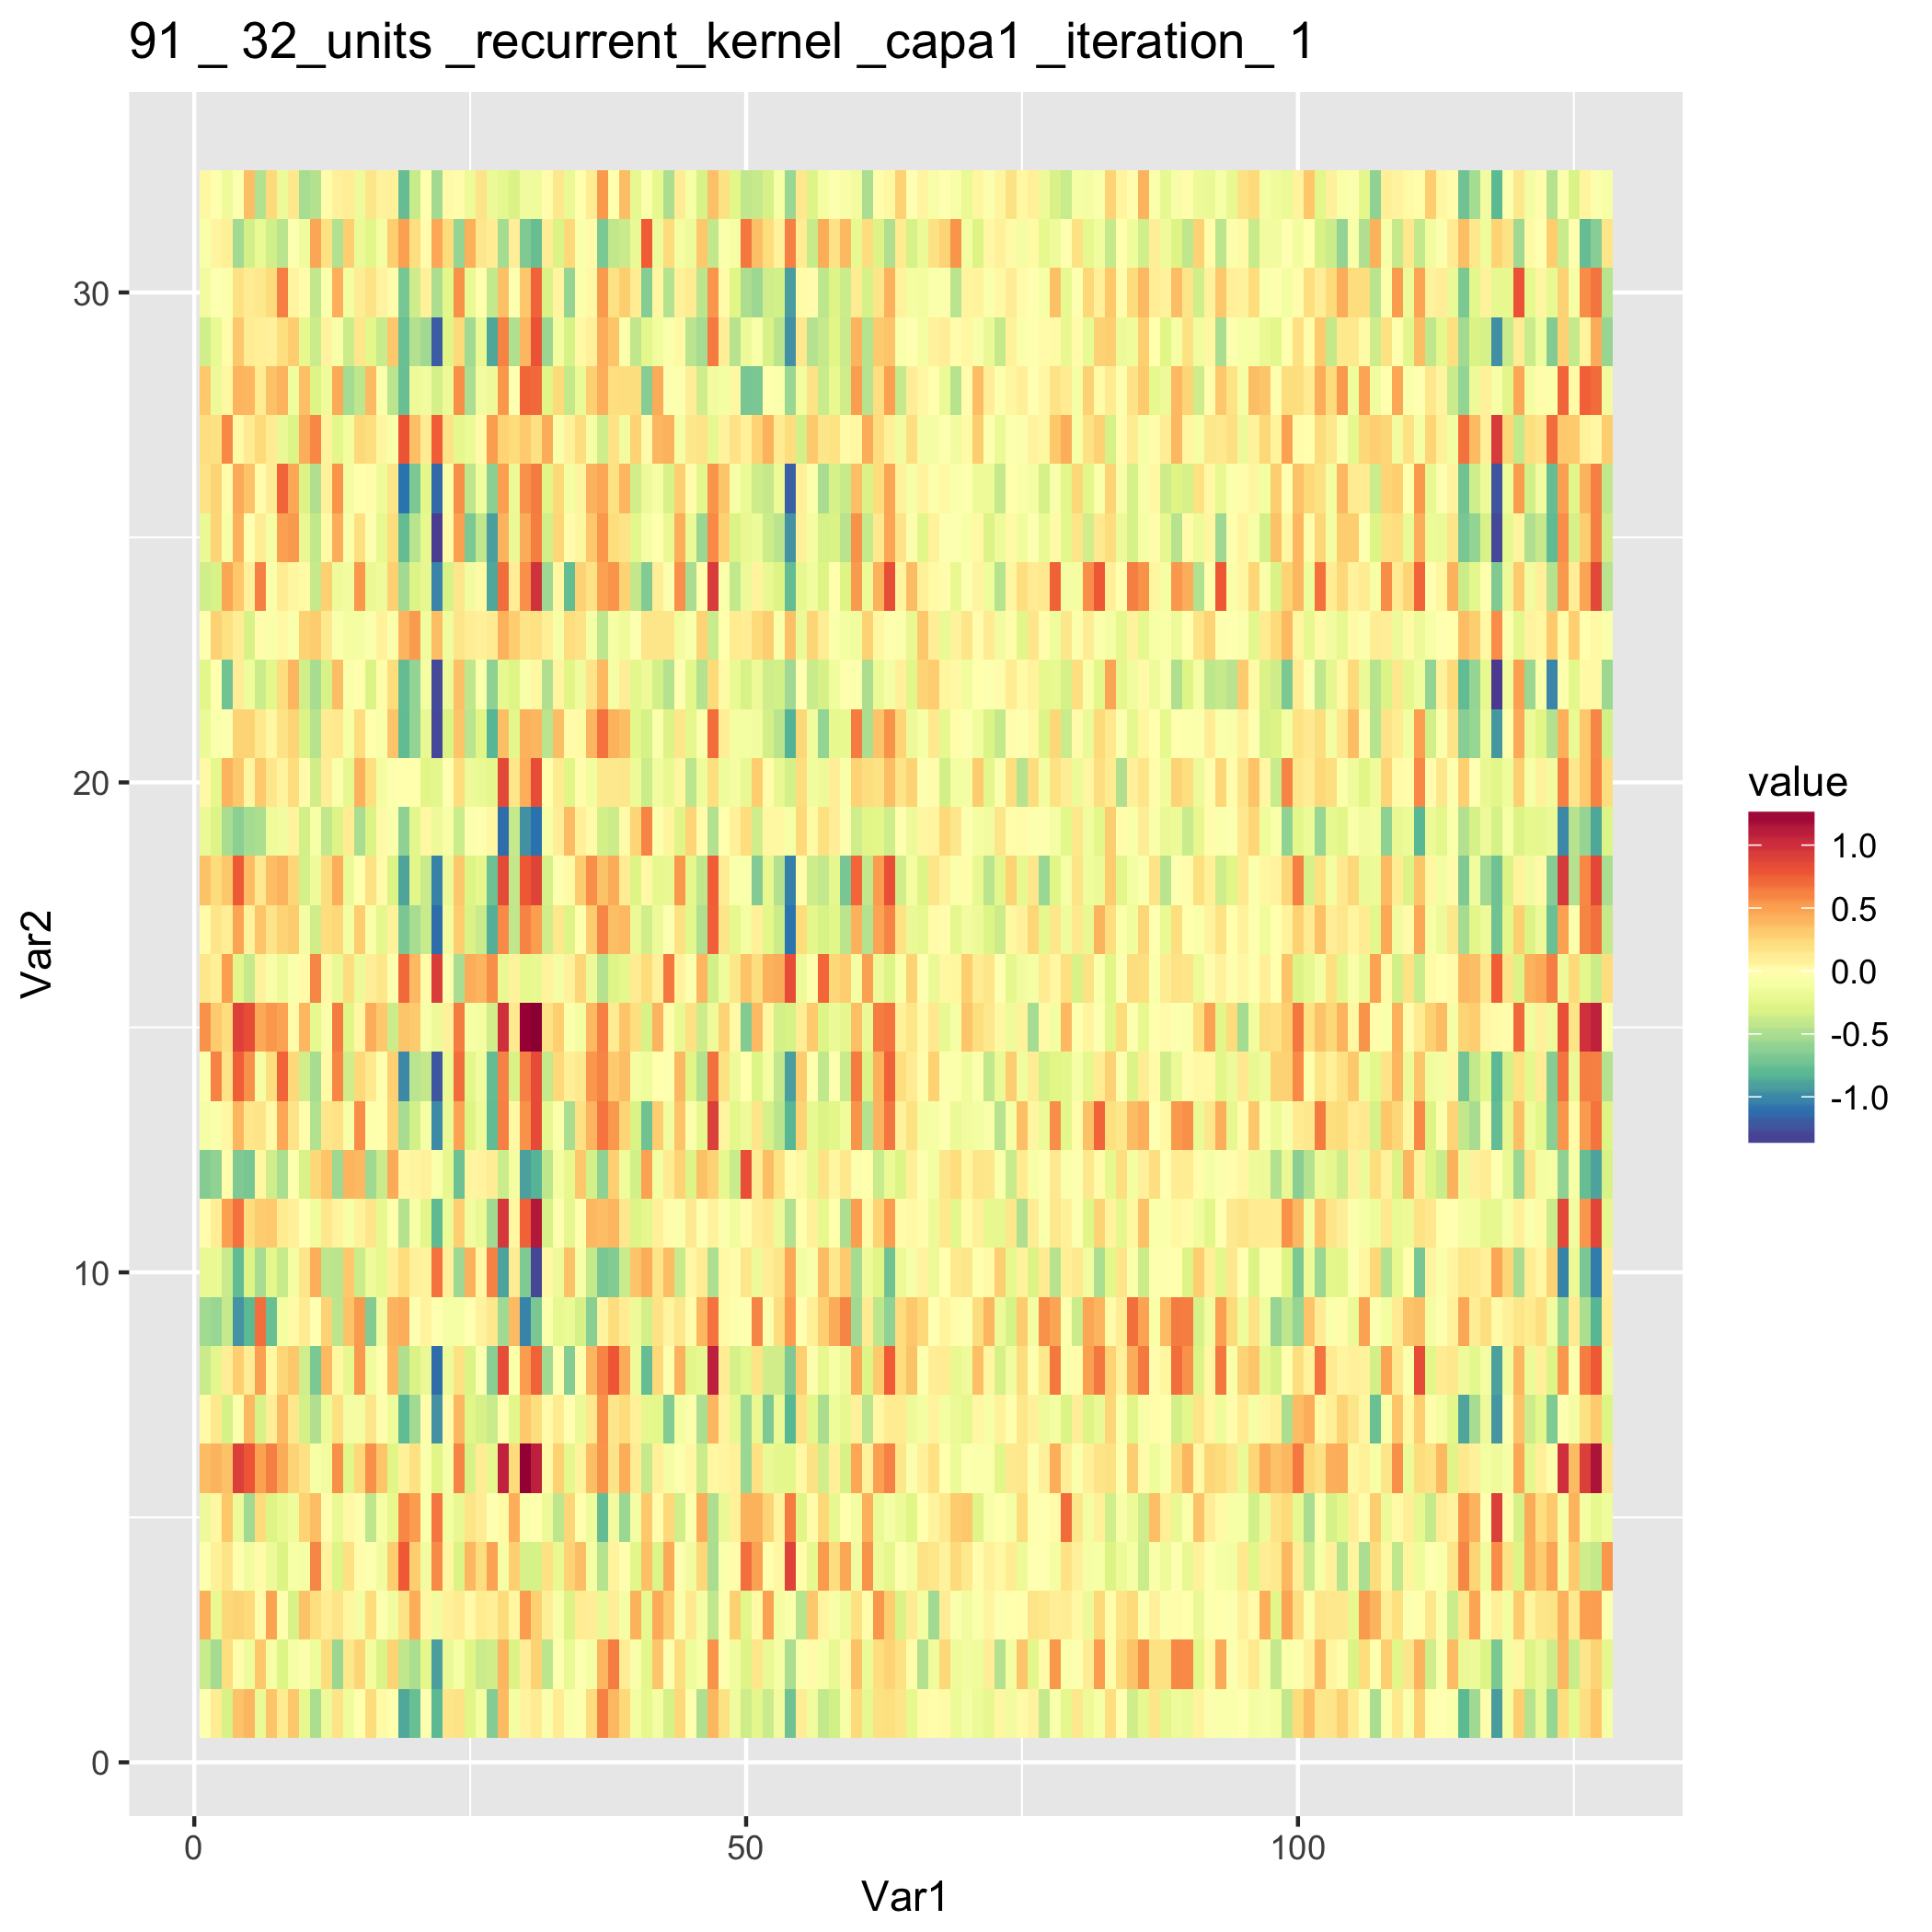 91 _ 32_units _recurrent_kernel _capa1 _iteration_ 1
30
20
10
0
Var2
0 50 100
Var1
value
1.0
0.5
0.0
-0.5
-1.0